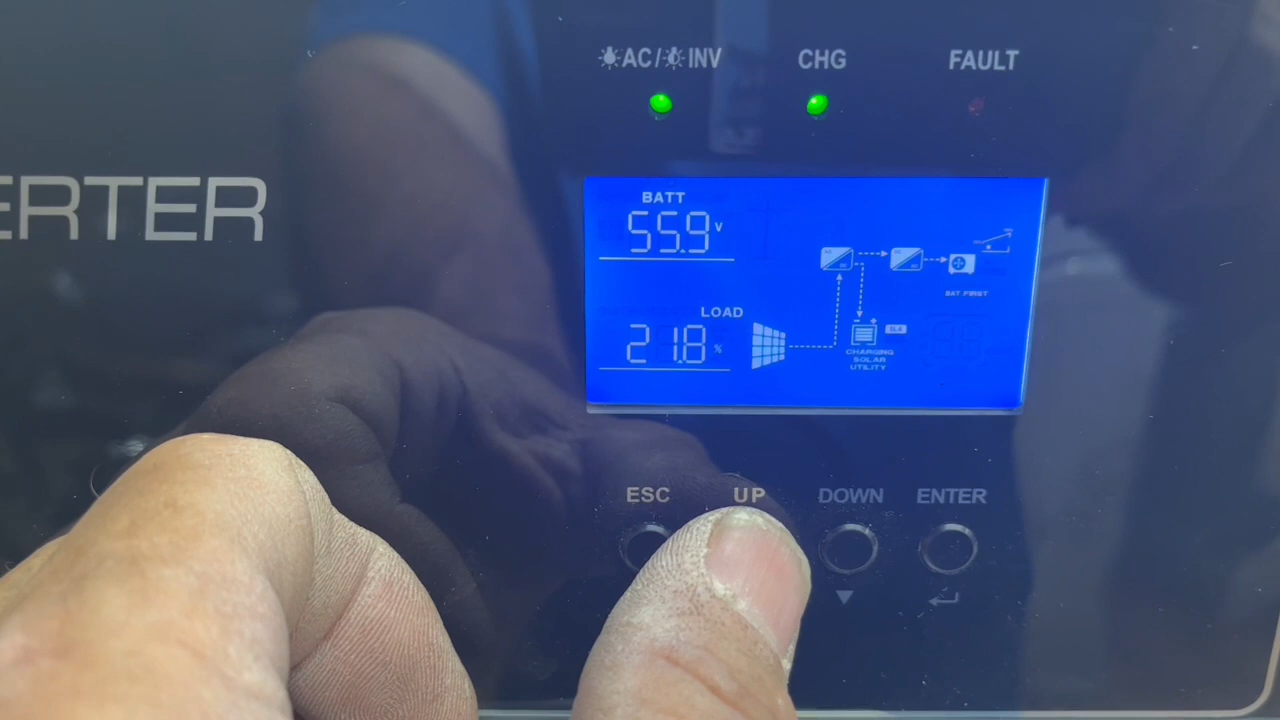 AC/ INV
CHG
FAULT
ERTER
BATT
55.9 V
BAT FIRST
LOAD
21.8 %
SLA
CHARGING
SOLAR
UTILITY
ESC
UP
DOWN
ENTER